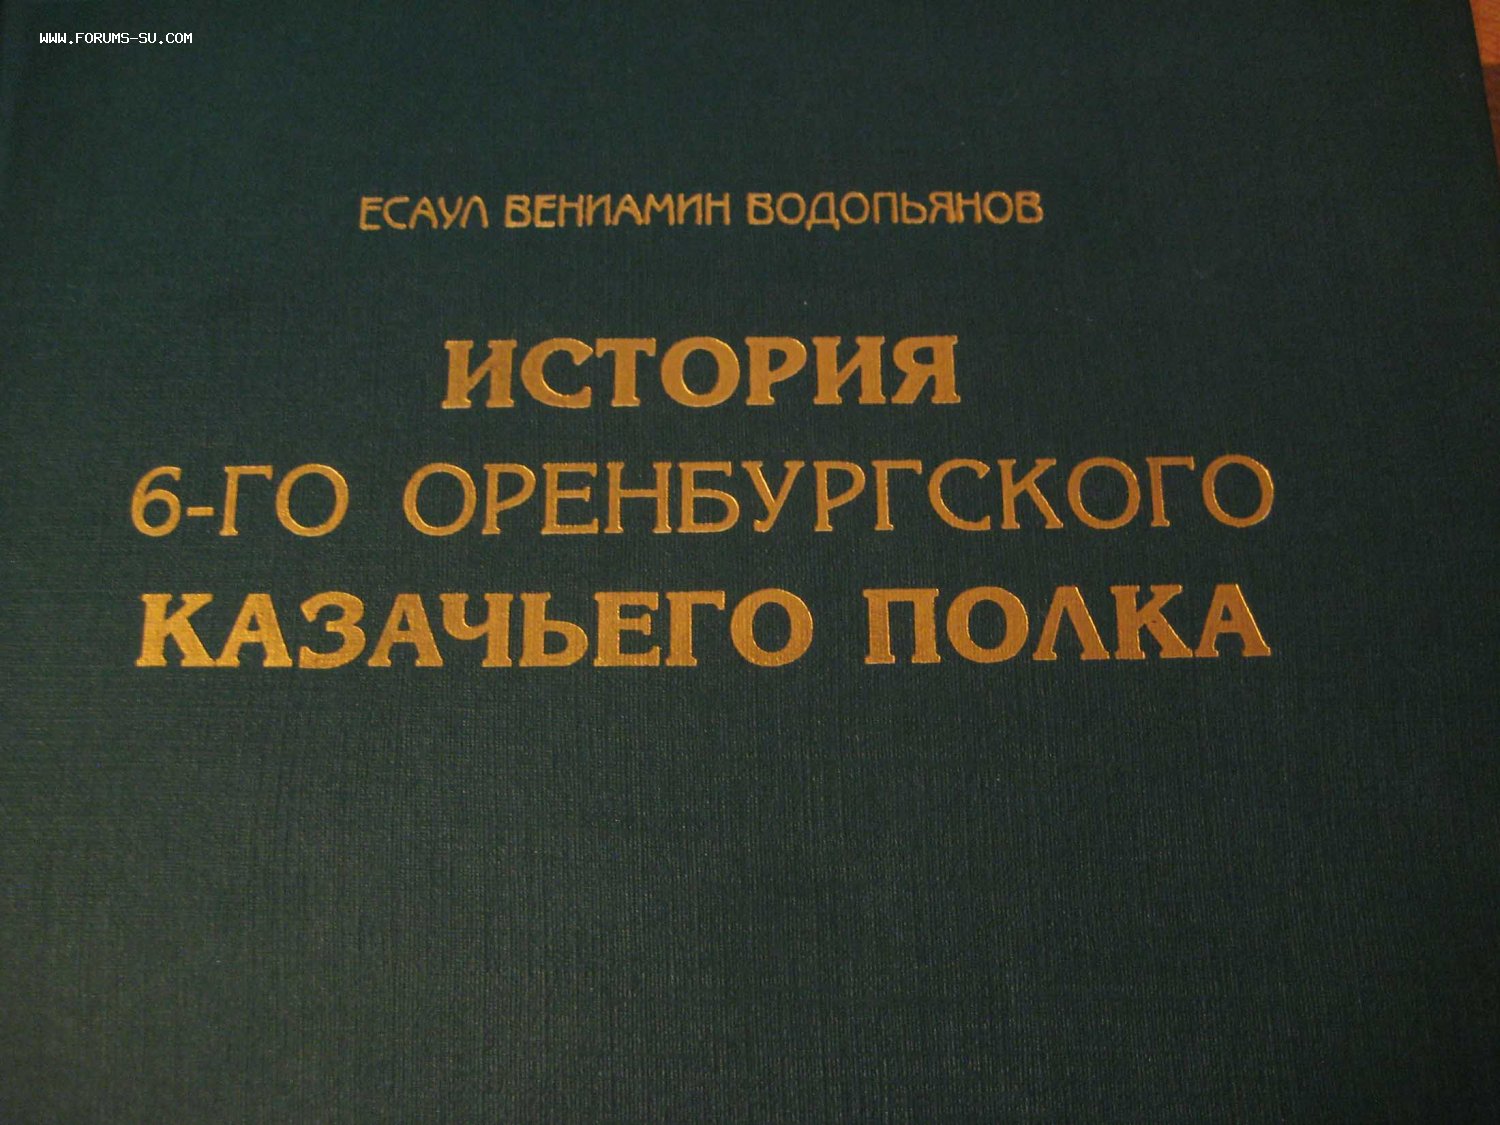 WWW.FORUMS-SU.COM
ЕСАУЛ ВЕНИАМИН ВОДОПЬЯНОВ
ИСТОРИЯ
6-ГО ОРЕНБУРГСКОГО
КАЗАЧЬЕГО ПОЛКА